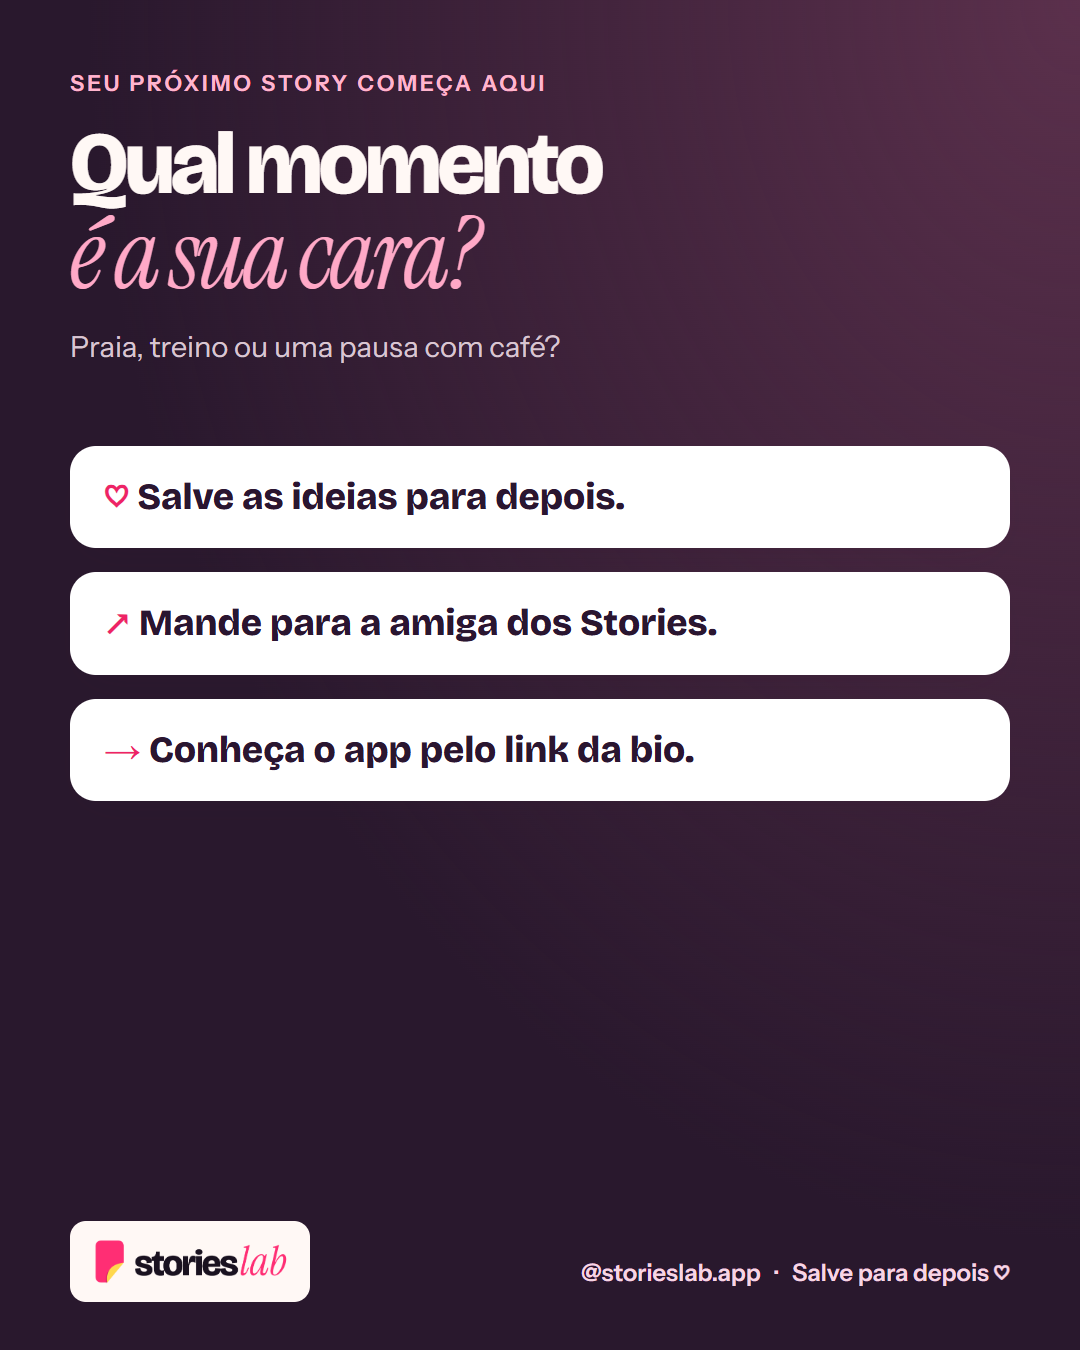 SEU PRÓXIMO STORY COMEÇA AQUI
Qual momento
é a sua cara?
Praia, treino ou uma pausa com café?
♡ Salve as ideias para depois.
↗ Mande para a amiga dos Stories.
→ Conheça o app pelo link da bio.
storieslab
@storieslab.app · Salve para depois ♡